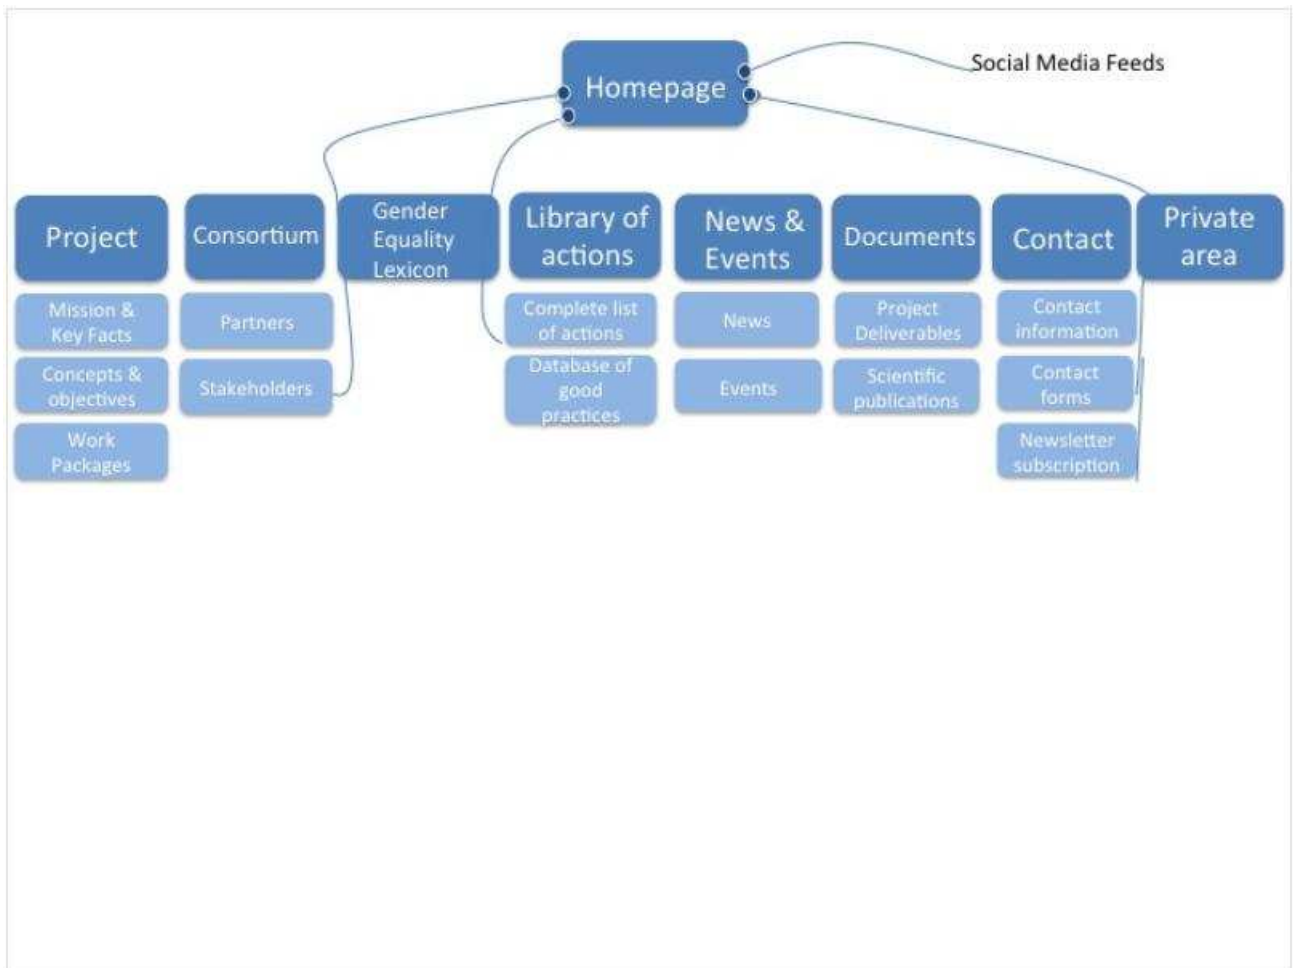 Homepage
Social Media Feeds
Project
Mission &
Key Facts
Concepts &
objectives
Work
Packages
Consortium
Partners
Stakeholders
Gender
Equality
Lexicon
Library of
actions
Complete list
of actions
Database of
good
practices
News &
Events
News
Events
Documents
Project
Deliverables
Scientific
publications
Contact
Contact
information
Contact
forms
Newsletter
subscription
Private
area